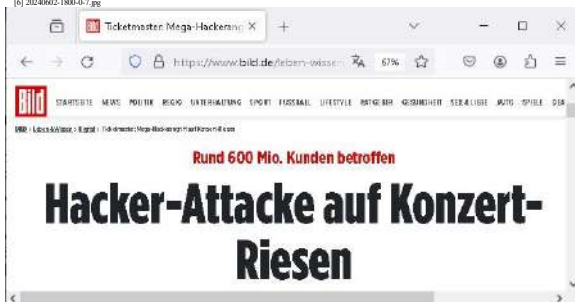 [6] 20240602-1800-0-7.jpg
Ticketmaster: Mega-Hackerang
https://www.bild.de/leben-wissen 67%
Bild STARTSEITE NEWS POLITIK REGIO UNTERHALTUNG SPORT FUSSBALL LIFESTYLE RATGEBER GESUNDHEIT SEX & LIEBE AUTO SPIELE
Rund 600 Mio. Kunden betroffen
Hacker-Attacke auf Konzert-
Riesen